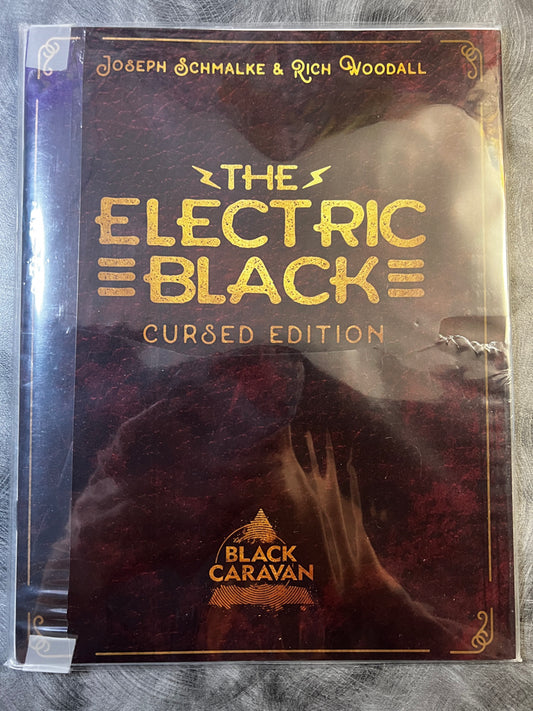 JOSEPH SCHMALKE & RICH WOODALL
THE
ELECTRIC
BLACK
CURSED EDITION
BLACK
CARAVAN